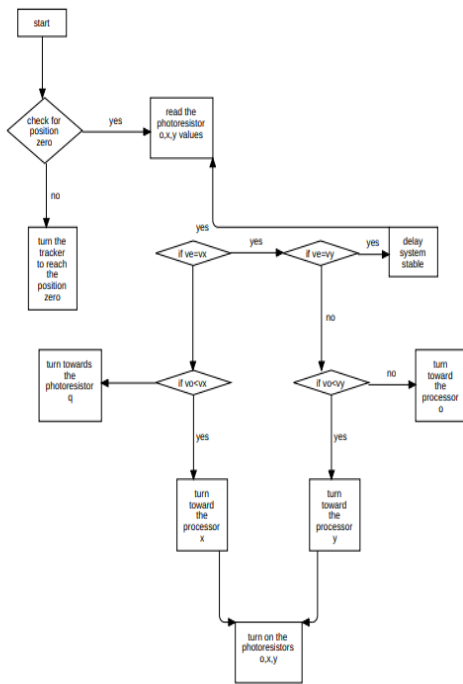 start
check for
position
zero
yes
read the
photoresistor
o,x,y values
no
turn the
tracker
to reach
the
position
zero
yes
if ve=vx
yes
if ve=vy
yes
delay
system
stable
no
turn towards
the
photoresistor
q
if vo<vx
if vo<vy
no
turn
toward
the
processor
o
yes
yes
turn
toward
the
processor
x
turn
toward
the
processor
y
turn on the
photoresistors
o,x,y